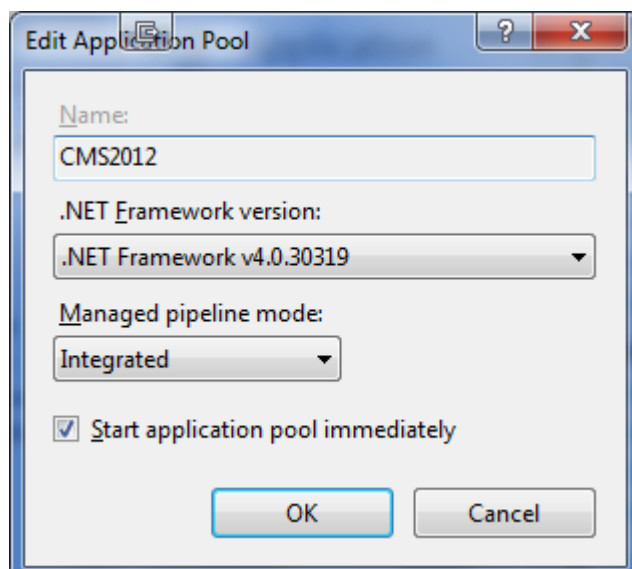 Edit Application Pool
Name:
CMS2012
.NET Framework version:
.NET Framework v4.0.30319
Managed pipeline mode:
Integrated
Start application pool immediately
OK
Cancel